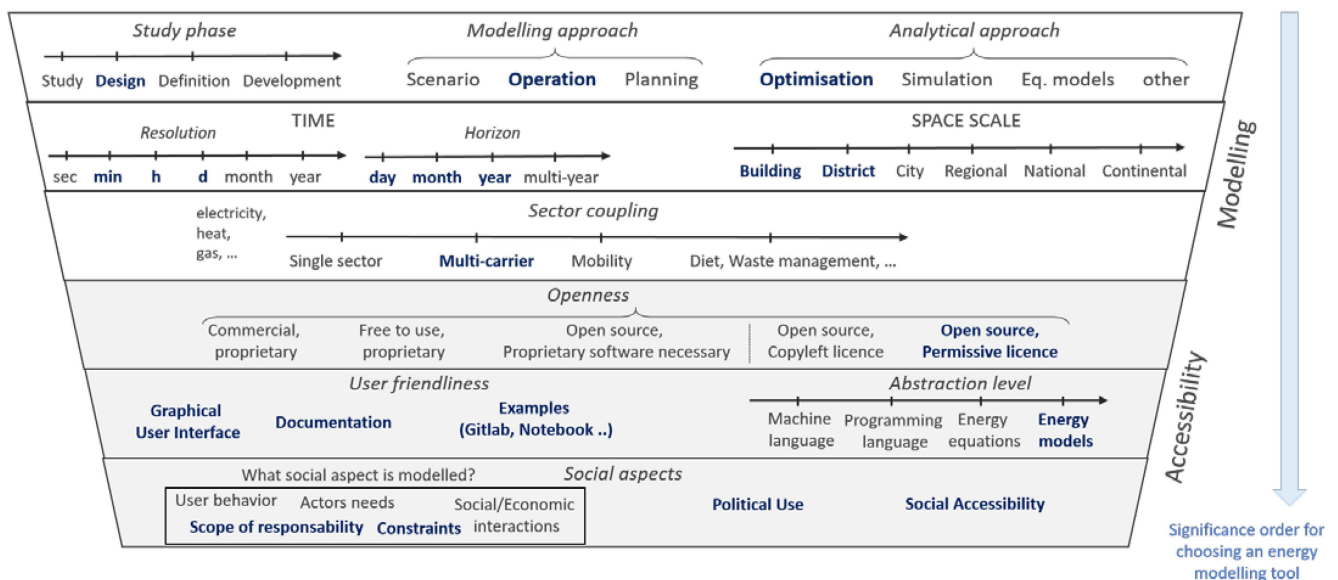 Study phase
Modelling approach
Analytical approach
Study Design Definition Development
Scenario Operation Planning
Optimisation Simulation Eq. models other
TIME
SPACE SCALE
Resolution
Horizon
sec min h d month year
day month year multi-year
Building District City Regional National Continental
Modelling
Sector coupling
electricity,
heat,
gas, ...
Single sector Multi-carrier Mobility Diet, Waste management, ...
Openness
Commercial,
proprietary
Free to use,
proprietary
Open source,
Proprietary software necessary
Open source,
Copyleft licence
Open source,
Permissive licence
User friendliness
Abstraction level
Graphical
User Interface
Documentation
Examples
(Gitlab, Notebook ..)
Machine
language
Programming
language
Energy
equations
Energy
models
Accessibility
What social aspect is modelled?
Social aspects
User behavior
Actors needs
Social/Economic
interactions
Scope of responsability
Constraints
Political Use
Social Accessibility
Significance order for
choosing an energy
modelling tool